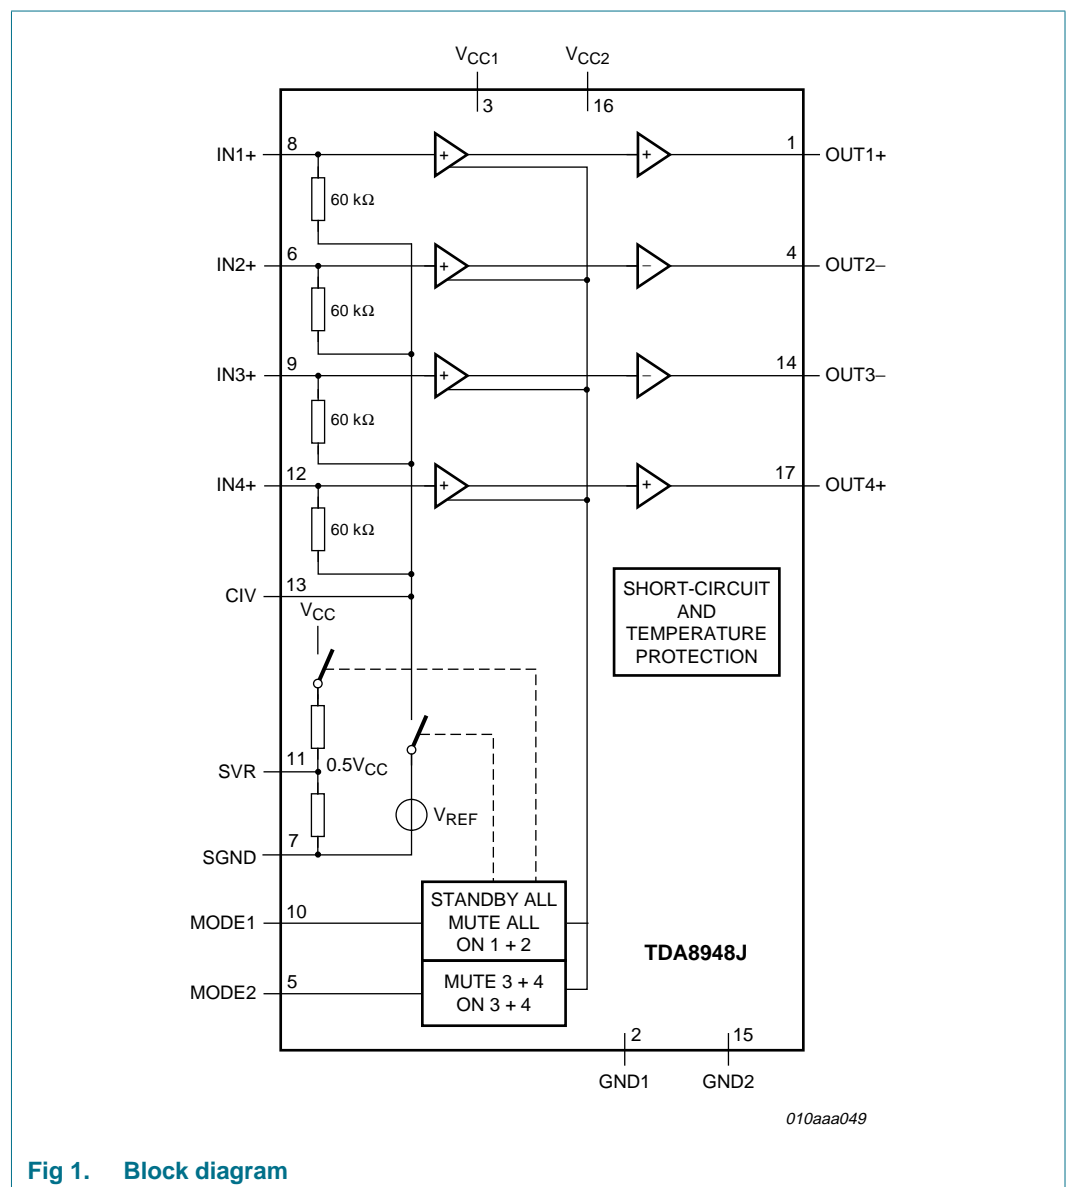 VCC1
VCC2
3
16
IN1+
8
1
OUT1+
60 kΩ
IN2+
6
4
OUT2–
60 kΩ
IN3+
9
14
OUT3–
60 kΩ
IN4+
12
17
OUT4+
60 kΩ
CIV
13
VCC
SHORT-CIRCUIT
AND
TEMPERATURE
PROTECTION
SVR
11
0.5VCC
VREF
SGND
7
MODE1
10
STANDBY ALL
MUTE ALL
ON 1 + 2
TDA8948J
MODE2
5
MUTE 3 + 4
ON 3 + 4
2
15
GND1
GND2
010aaa049
Fig 1. Block diagram